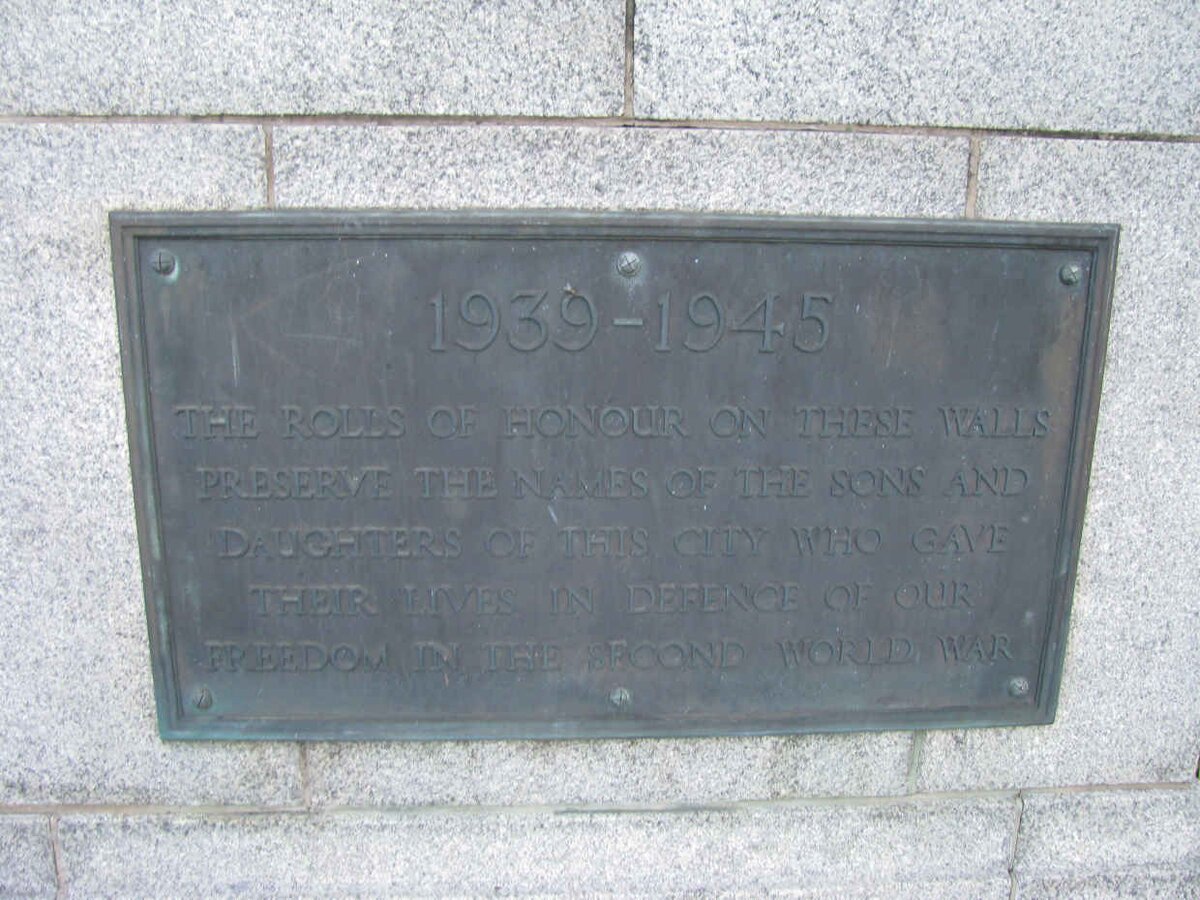 1939-1945
THE ROLLS OF HONOUR ON THESE WALLS
PRESERVE THE NAMES OF THE SONS AND
DAUGHTERS OF THIS CITY WHO GAVE
THEIR LIVES IN DEFENCE OF OUR
FREEDOM IN THE SECOND WORLD WAR